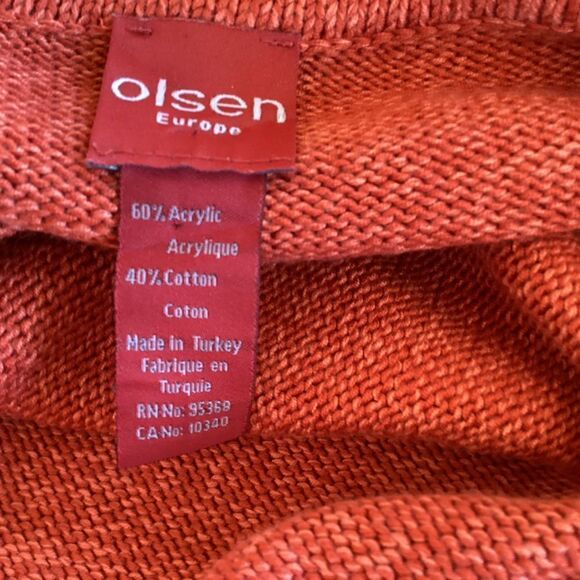 olsen
Europe
60% Acrylic
Acrylique
40% Cotton
Coton
Made in Turkey
Fabrique en
Turquie
RN-No: 95369
CA-No: 10340